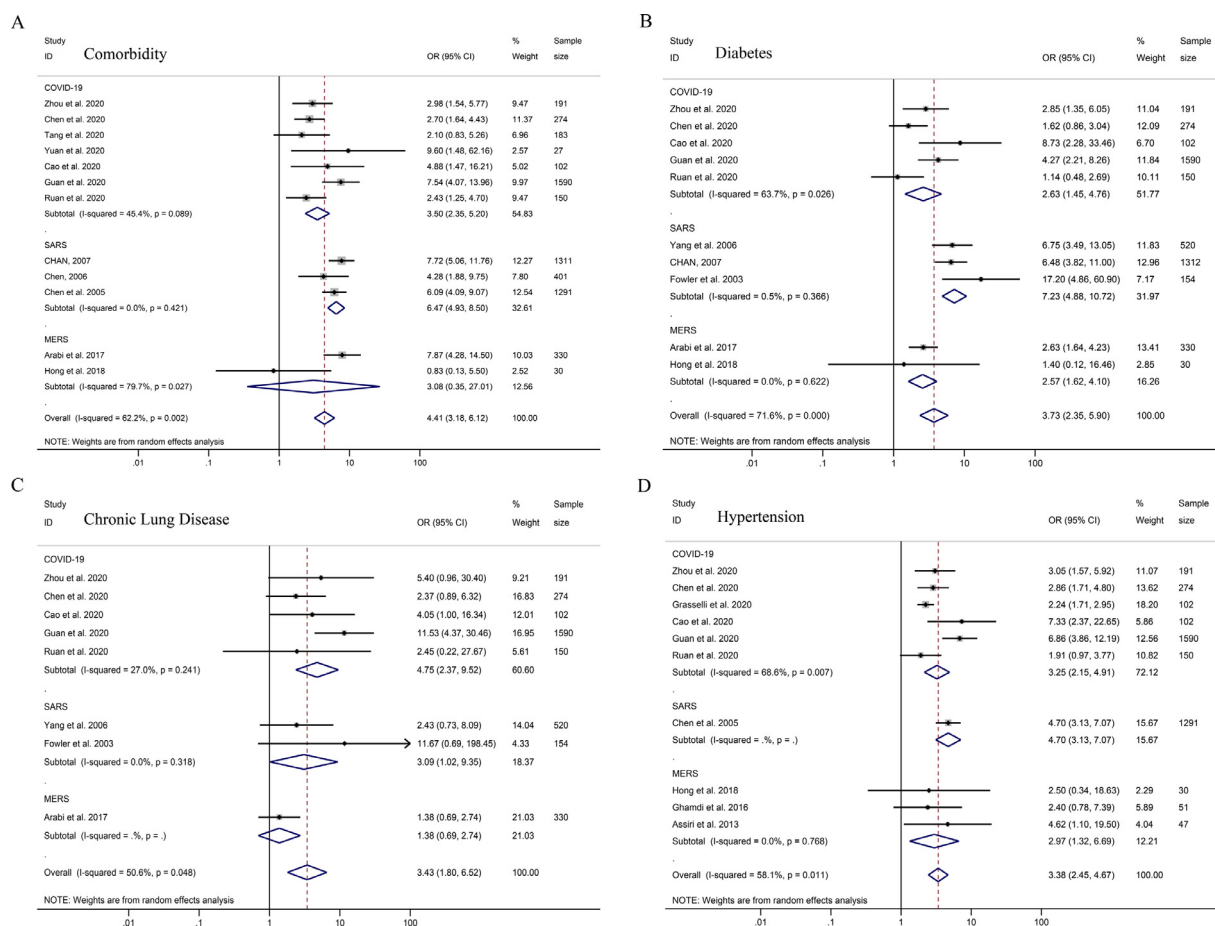 A
Study % Sample
ID Comorbidity OR (95% CI) Weight size
COVID-19
Zhou et al. 2020 2.98 (1.54, 5.77) 9.47 191
Chen et al. 2020 2.70 (1.64, 4.43) 11.37 274
Tang et al. 2020 2.10 (0.83, 5.26) 6.96 183
Yuan et al. 2020 9.60 (1.48, 62.16) 2.57 27
Cao et al. 2020 4.88 (1.47, 16.21) 5.02 102
Guan et al. 2020 7.54 (4.07, 13.96) 9.97 1590
Ruan et al. 2020 2.43 (1.25, 4.70) 9.47 150
Subtotal (I-squared = 45.4%, p = 0.089) 3.50 (2.35, 5.20) 54.83
.
SARS
CHAN, 2007 7.72 (5.06, 11.76) 12.27 1311
Chen, 2006 4.28 (1.88, 9.75) 7.80 401
Chen et al. 2005 6.09 (4.09, 9.07) 12.54 1291
Subtotal (I-squared = 0.0%, p = 0.421) 6.47 (4.93, 8.50) 32.61
.
MERS
Arabi et al. 2017 7.87 (4.28, 14.50) 10.03 330
Hong et al. 2018 0.83 (0.13, 5.50) 2.52 30
Subtotal (I-squared = 79.7%, p = 0.027) 3.08 (0.35, 27.01) 12.56
.
Overall (I-squared = 62.2%, p = 0.002) 4.41 (3.18, 6.12) 100.00
NOTE: Weights are from random effects analysis
.01 .1 1 10 100
B
Study % Sample
ID Diabetes OR (95% CI) Weight size
COVID-19
Zhou et al. 2020 2.85 (1.35, 6.05) 11.04 191
Chen et al. 2020 1.62 (0.86, 3.04) 12.09 274
Cao et al. 2020 8.73 (2.28, 33.46) 6.70 102
Guan et al. 2020 4.27 (2.21, 8.26) 11.84 1590
Ruan et al. 2020 1.14 (0.48, 2.69) 10.11 150
Subtotal (I-squared = 63.7%, p = 0.026) 2.63 (1.45, 4.76) 51.77
.
SARS
Yang et al. 2006 6.75 (3.49, 13.05) 11.83 520
CHAN, 2007 6.48 (3.82, 11.00) 12.96 1312
Fowler et al. 2003 17.20 (4.86, 60.90) 7.17 154
Subtotal (I-squared = 0.5%, p = 0.366) 7.23 (4.88, 10.72) 31.97
.
MERS
Arabi et al. 2017 2.63 (1.64, 4.23) 13.41 330
Hong et al. 2018 1.40 (0.12, 16.46) 2.85 30
Subtotal (I-squared = 0.0%, p = 0.622) 2.57 (1.62, 4.10) 16.26
.
Overall (I-squared = 71.6%, p = 0.000) 3.73 (2.35, 5.90) 100.00
NOTE: Weights are from random effects analysis
.01 .1 1 10 100
C
Study % Sample
ID Chronic Lung Disease OR (95% CI) Weight size
COVID-19
Zhou et al. 2020 5.40 (0.96, 30.40) 9.21 191
Chen et al. 2020 2.37 (0.89, 6.32) 16.83 274
Cao et al. 2020 4.05 (1.00, 16.34) 12.01 102
Guan et al. 2020 11.53 (4.37, 30.46) 16.95 1590
Ruan et al. 2020 2.45 (0.22, 27.67) 5.61 150
Subtotal (I-squared = 27.0%, p = 0.241) 4.75 (2.37, 9.52) 60.60
.
SARS
Yang et al. 2006 2.43 (0.73, 8.09) 14.04 520
Fowler et al. 2003 11.67 (0.69, 198.45) 4.33 154
Subtotal (I-squared = 0.0%, p = 0.318) 3.09 (1.02, 9.35) 18.37
.
MERS
Arabi et al. 2017 1.38 (0.69, 2.74) 21.03 330
Subtotal (I-squared = .%, p = .) 1.38 (0.69, 2.74) 21.03
.
Overall (I-squared = 50.6%, p = 0.048) 3.43 (1.80, 6.52) 100.00
NOTE: Weights are from random effects analysis
.01 .1 1 10 100
D
Study % Sample
ID Hypertension OR (95% CI) Weight size
COVID-19
Zhou et al. 2020 3.05 (1.57, 5.92) 11.07 191
Chen et al. 2020 2.86 (1.71, 4.80) 13.62 274
Grasselli et al. 2020 2.24 (1.71, 2.95) 18.20 102
Cao et al. 2020 7.33 (2.37, 22.65) 5.86 102
Guan et al. 2020 6.86 (3.86, 12.19) 12.56 1590
Ruan et al. 2020 1.91 (0.97, 3.77) 10.82 150
Subtotal (I-squared = 68.6%, p = 0.007) 3.25 (2.15, 4.91) 72.12
.
SARS
Chen et al. 2005 4.70 (3.13, 7.07) 15.67 1291
Subtotal (I-squared = .%, p = .) 4.70 (3.13, 7.07) 15.67
.
MERS
Hong et al. 2018 2.50 (0.34, 18.63) 2.29 30
Ghamdi et al. 2016 2.40 (0.78, 7.39) 5.89 51
Assiri et al. 2013 4.62 (1.10, 19.50) 4.04 47
Subtotal (I-squared = 0.0%, p = 0.768) 2.97 (1.32, 6.69) 12.21
.
Overall (I-squared = 58.1%, p = 0.011) 3.38 (2.45, 4.67) 100.00
NOTE: Weights are from random effects analysis
.01 .1 1 10 100